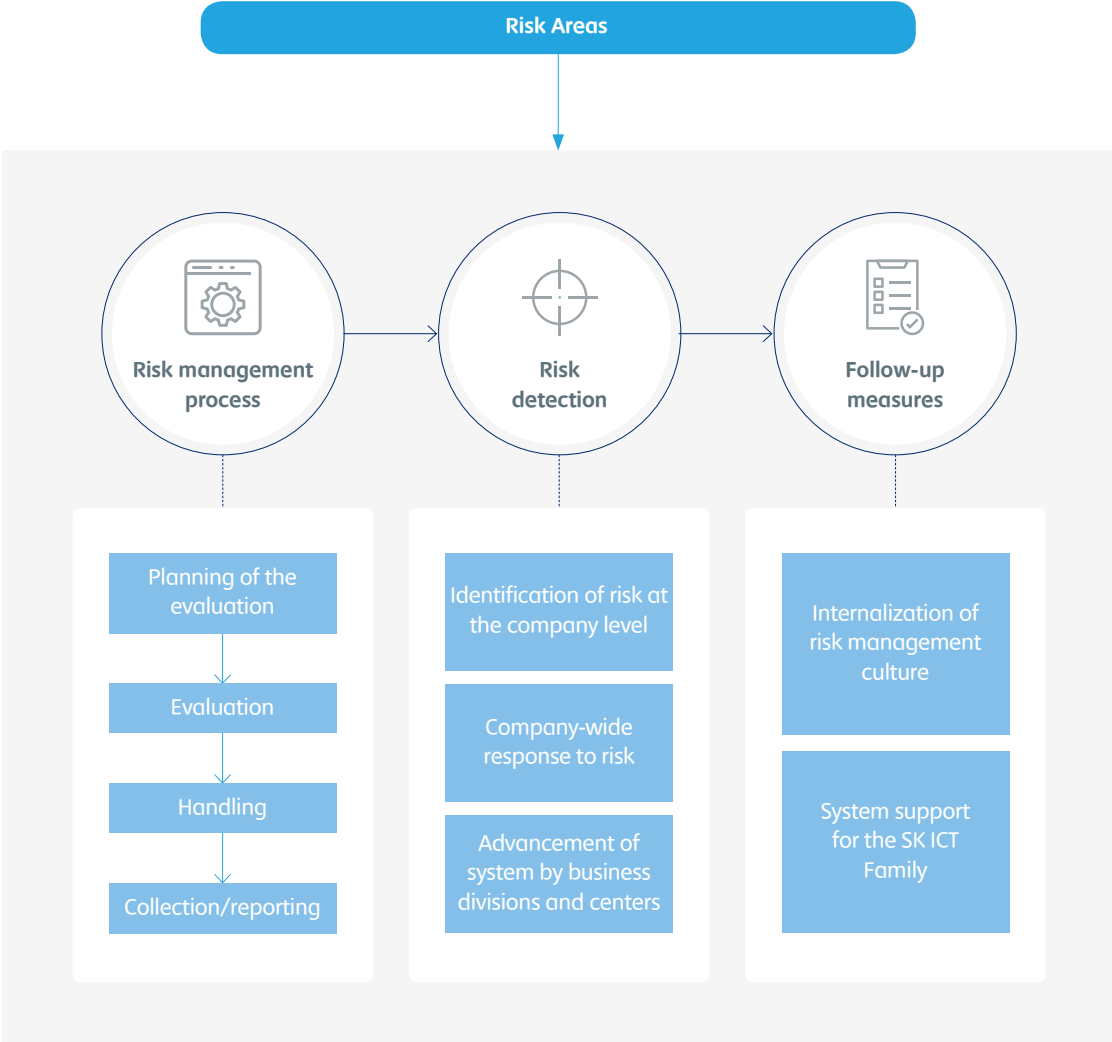 Risk Areas
Risk management
process
Risk
detection
Follow-up
measures
Planning of the
evaluation
Evaluation
Handling
Collection/reporting
Identification of risk at
the company level
Company-wide
response to risk
Advancement of
system by business
divisions and centers
Internalization of
risk management
culture
System support
for the SK ICT
Family